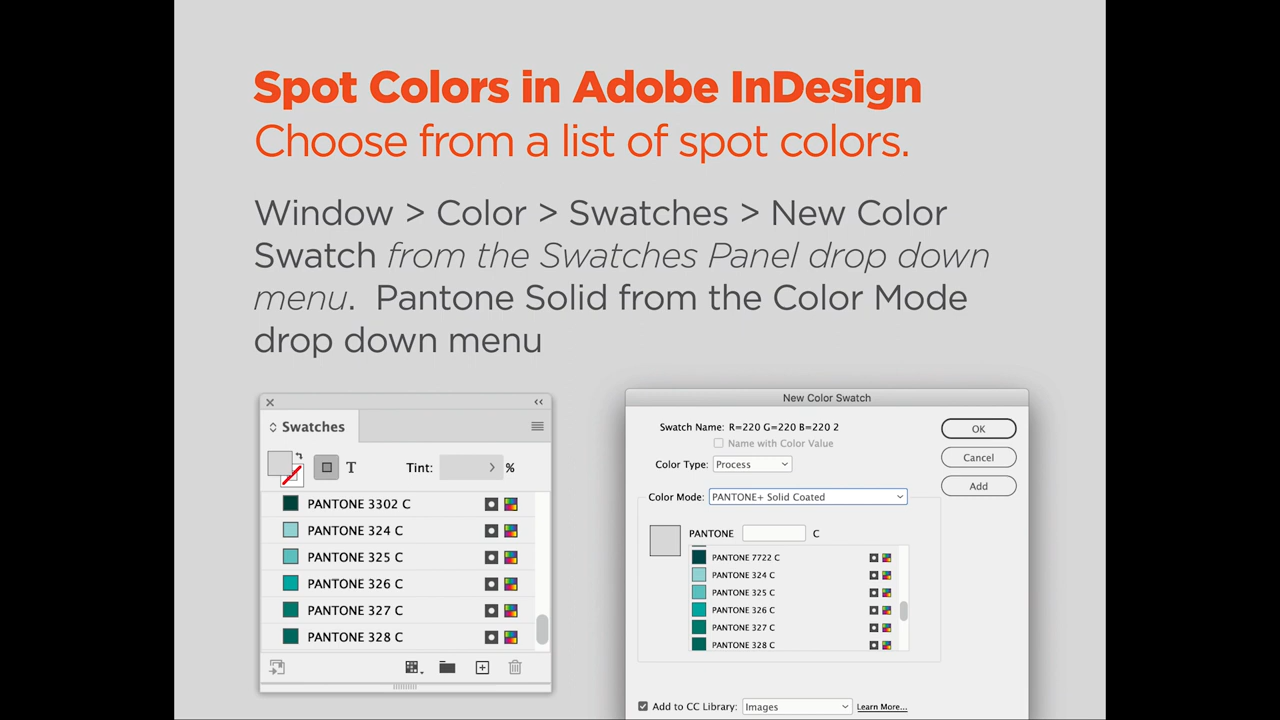 Spot Colors in Adobe InDesign
Choose from a list of spot colors.
Window > Color > Swatches > New Color
Swatch from the Swatches Panel drop down
menu.  Pantone Solid from the Color Mode
drop down menu
Swatches
T
Tint:
%
PANTONE 3302 C
PANTONE 324 C
PANTONE 325 C
PANTONE 326 C
PANTONE 327 C
PANTONE 328 C
New Color Swatch
Swatch Name: R=220 G=220 B=220 2
Name with Color Value
Color Type: Process
Color Mode: PANTONE+ Solid Coated
PANTONE C
PANTONE 7722 C
PANTONE 324 C
PANTONE 325 C
PANTONE 326 C
PANTONE 327 C
PANTONE 328 C
OK
Cancel
Add
Add to CC Library: Images Learn More...